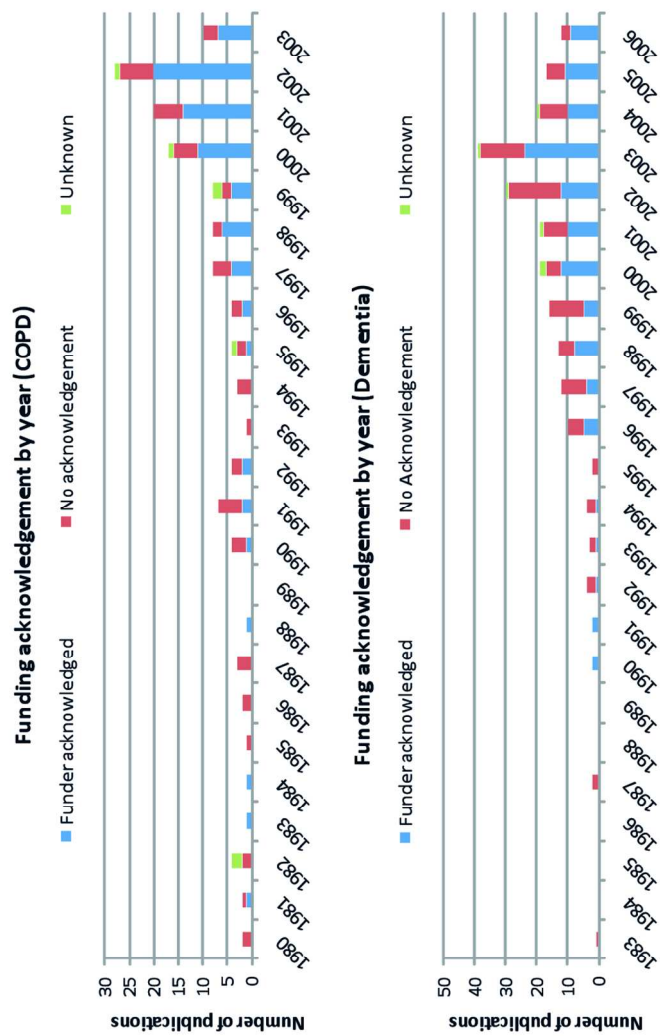 Funding acknowledgement by year (COPD)
Funder acknowledged No acknowledgement Unknown
Number of publications
30
25
20
15
10
5
0
1980 1981 1982 1983 1984 1985 1986 1987 1988 1989 1990 1991 1992 1993 1994 1995 1996 1997 1998 1999 2000 2001 2002 2003
Funding acknowledgement by year (Dementia)
Funder acknowledged No Acknowledgement Unknown
Number of publications
50
40
30
20
10
0
1983 1984 1985 1986 1987 1988 1989 1990 1991 1992 1993 1994 1995 1996 1997 1998 1999 2000 2001 2002 2003 2004 2005 2006